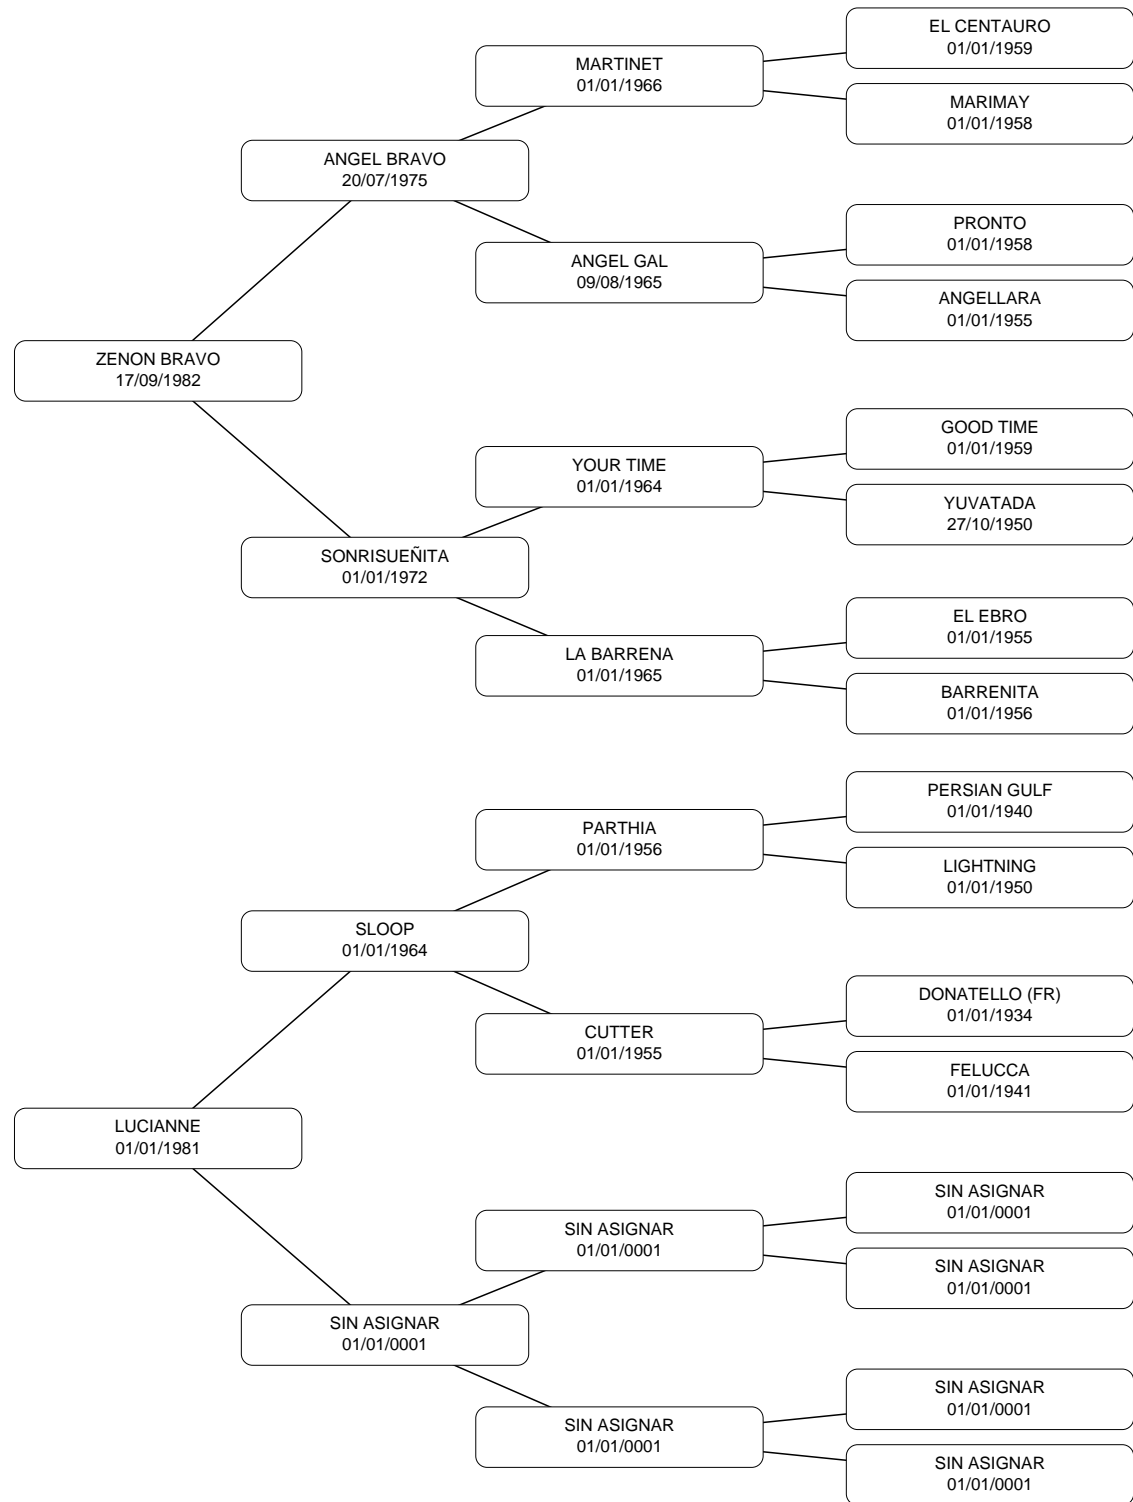 EL CENTAURO
01/01/1959
MARTINET
01/01/1966
MARIMAY
01/01/1958
ANGEL BRAVO
20/07/1975
PRONTO
01/01/1958
ANGEL GAL
09/08/1965
ANGELLARA
01/01/1955
ZENON BRAVO
17/09/1982
GOOD TIME
01/01/1959
YOUR TIME
01/01/1964
YUVATADA
27/10/1950
SONRISUEÑITA
01/01/1972
EL EBRO
01/01/1955
LA BARRENA
01/01/1965
BARRENITA
01/01/1956
PERSIAN GULF
01/01/1940
PARTHIA
01/01/1956
LIGHTNING
01/01/1950
SLOOP
01/01/1964
DONATELLO (FR)
01/01/1934
CUTTER
01/01/1955
FELUCCA
01/01/1941
LUCIANNE
01/01/1981
SIN ASIGNAR
01/01/0001
SIN ASIGNAR
01/01/0001
SIN ASIGNAR
01/01/0001
SIN ASIGNAR
01/01/0001
SIN ASIGNAR
01/01/0001
SIN ASIGNAR
01/01/0001
SIN ASIGNAR
01/01/0001